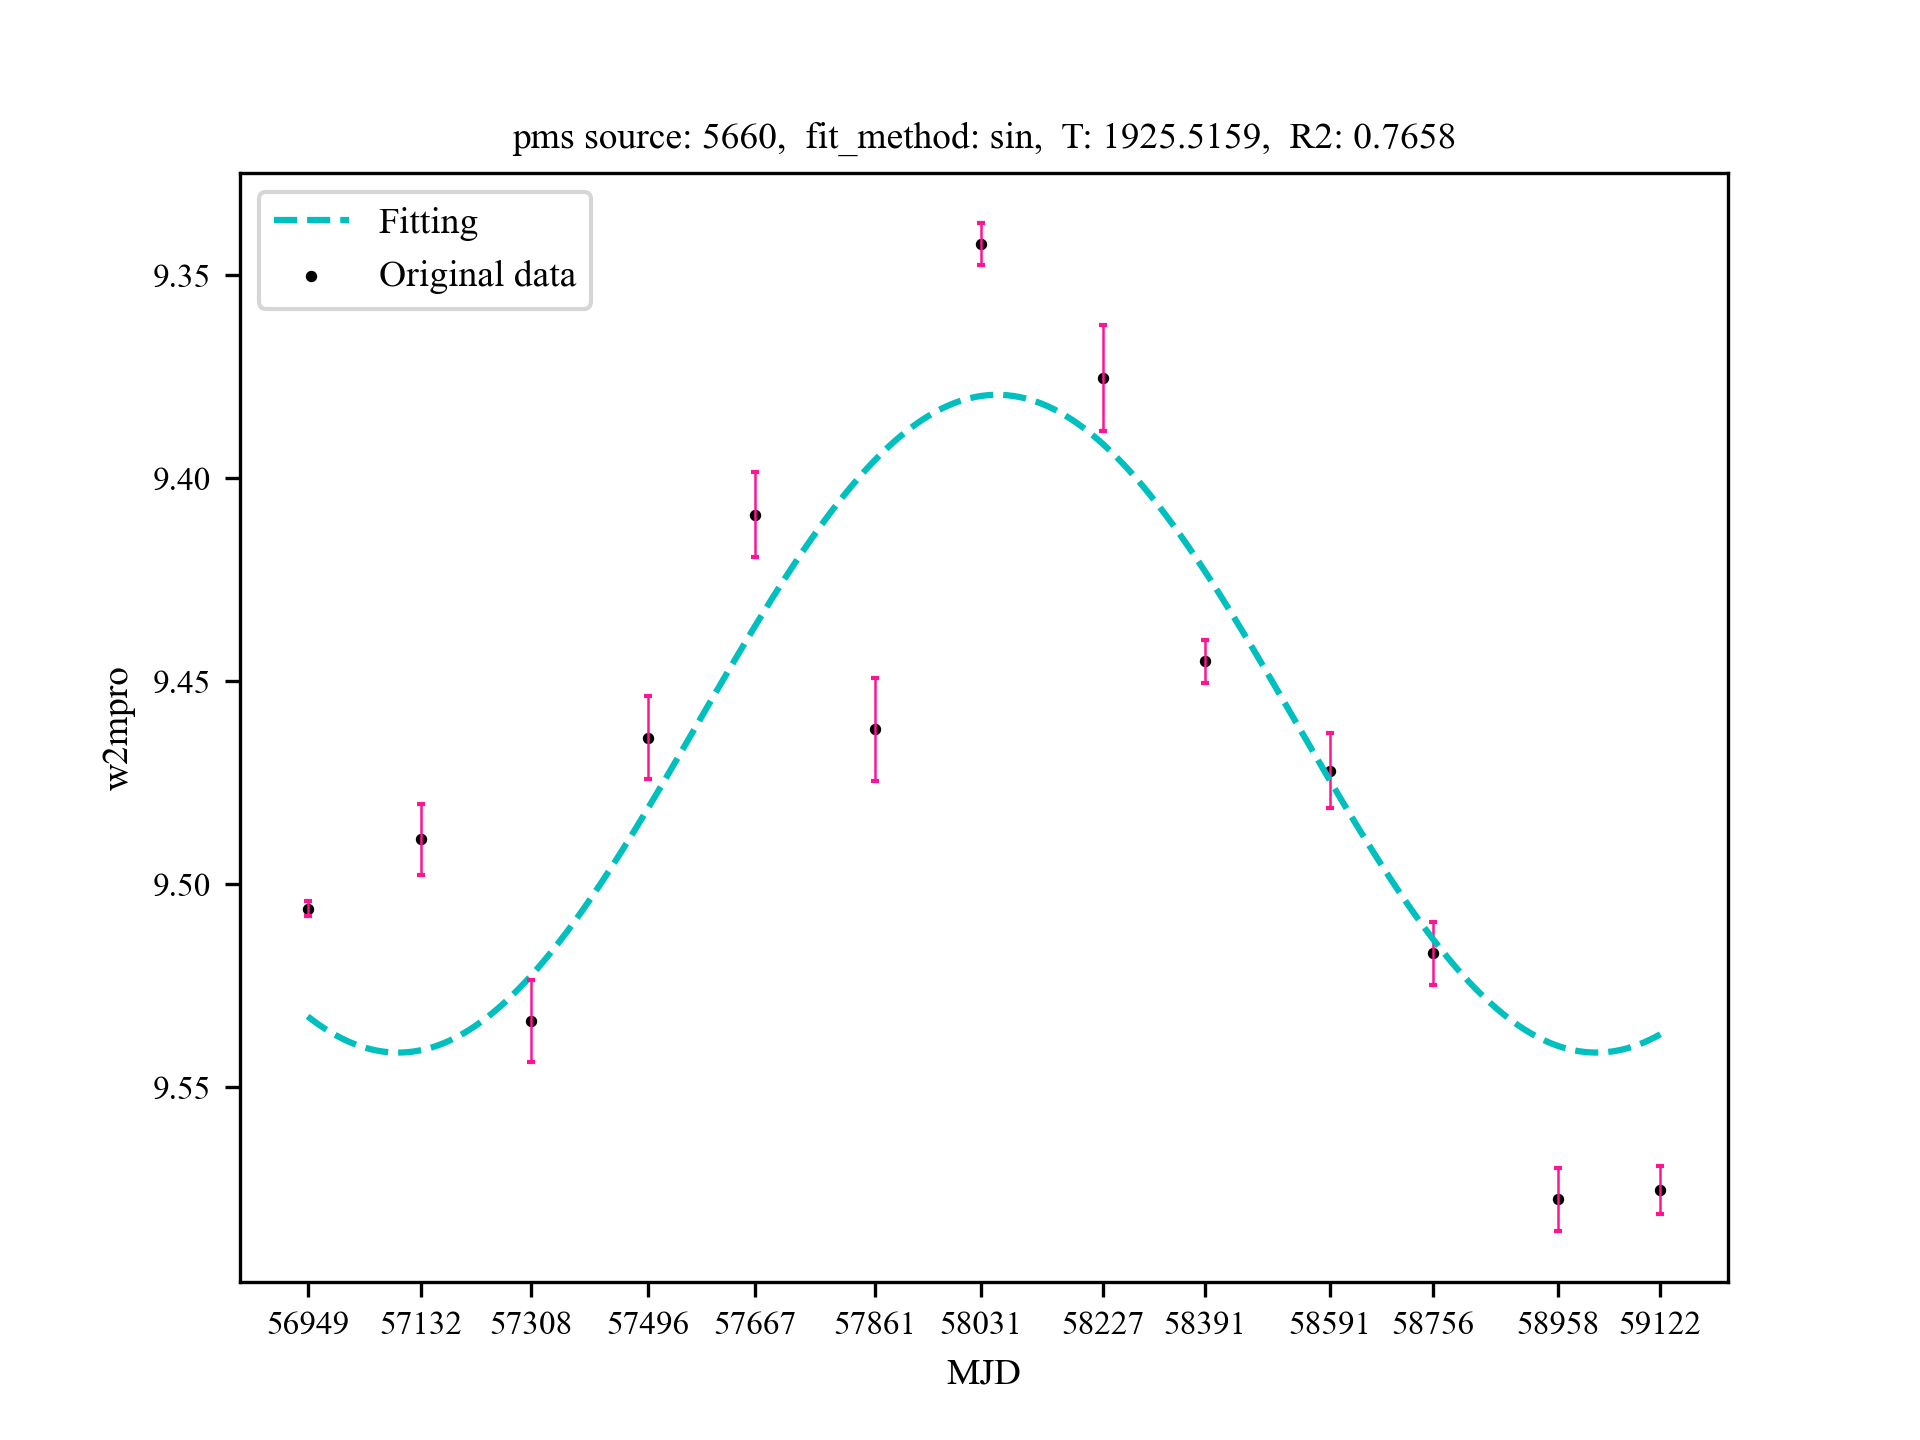 pms source: 5660,  fit_method: sin,  T: 1925.5159,  R2: 0.7658
Fitting
Original data
9.35
9.40
9.45
9.50
9.55
w2mpro
56949 57132 57308 57496 57667 57861 58031 58227 58391 58591 58756 58958 59122
MJD